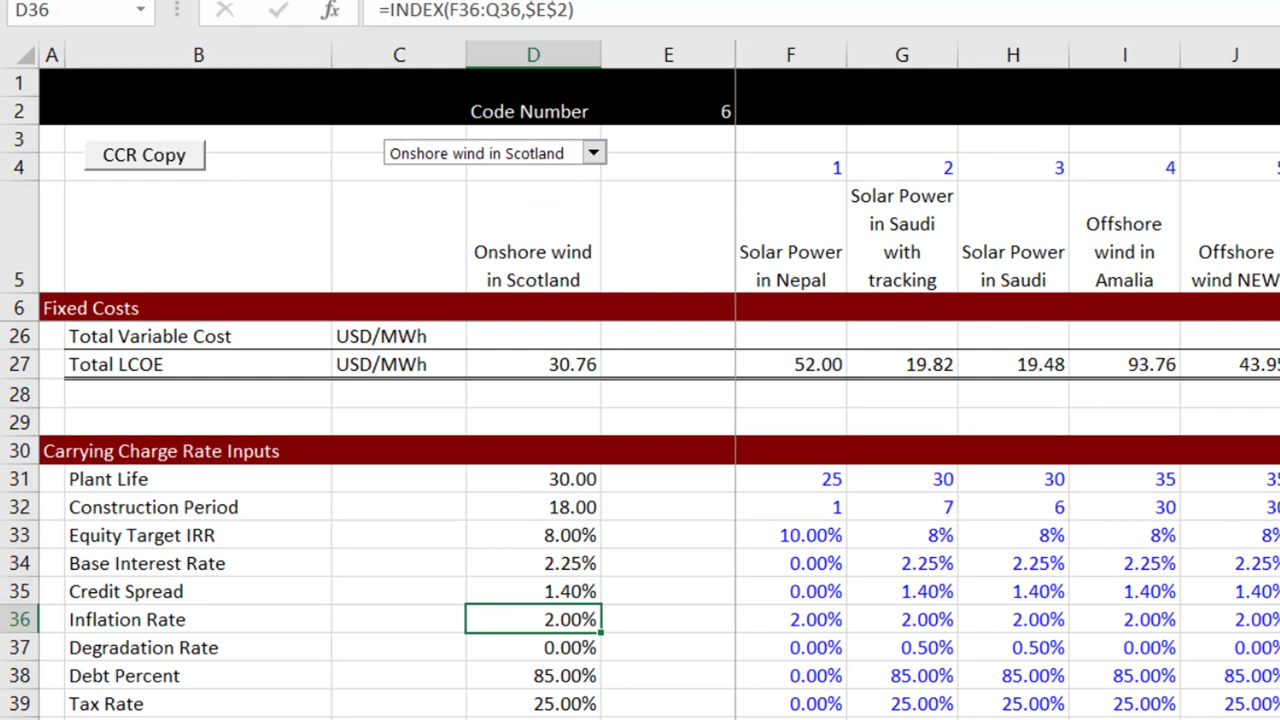 D36 fx =INDEX(F36:Q36,$E$2)
A B C D E F G H I J
1
2 Code Number 6
3
CCR Copy Onshore wind in Scotland
4 1 2 3 4
5 Onshore wind in Scotland Solar Power in Nepal Solar Power in Saudi with tracking Solar Power in Saudi Offshore wind in Amalia Offshore wind NEW
6 Fixed Costs
26 Total Variable Cost USD/MWh
27 Total LCOE USD/MWh 30.76 52.00 19.82 19.48 93.76 43.95
28
29
30 Carrying Charge Rate Inputs
31 Plant Life 30.00 25 30 30 35 35
32 Construction Period 18.00 1 7 6 30 30
33 Equity Target IRR 8.00% 10.00% 8% 8% 8% 8%
34 Base Interest Rate 2.25% 0.00% 2.25% 2.25% 2.25% 2.25%
35 Credit Spread 1.40% 0.00% 1.40% 1.40% 1.40% 1.40%
36 Inflation Rate 2.00% 2.00% 2.00% 2.00% 2.00% 2.00%
37 Degradation Rate 0.00% 0.00% 0.50% 0.50% 0.00% 0.00%
38 Debt Percent 85.00% 0.00% 85.00% 85.00% 85.00% 85.00%
39 Tax Rate 25.00% 0.00% 25.00% 25.00% 25.00% 25.00%